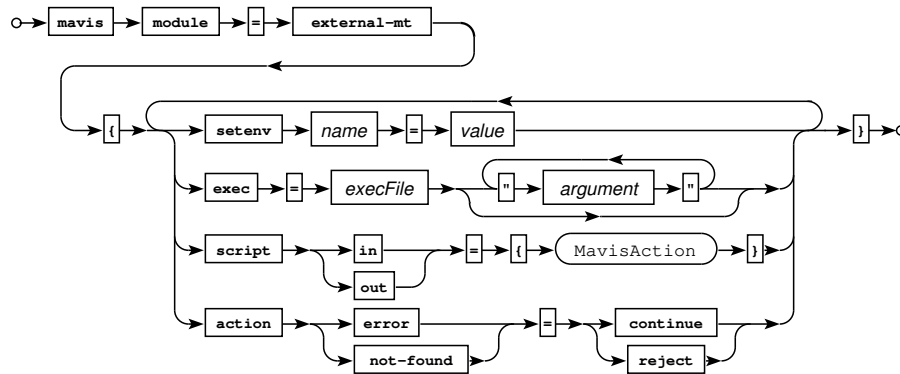 mavis module = external-mt
{ setenv name = value }
exec = execFile " argument "
script in = { MavisAction }
out
action error = continue
not-found reject